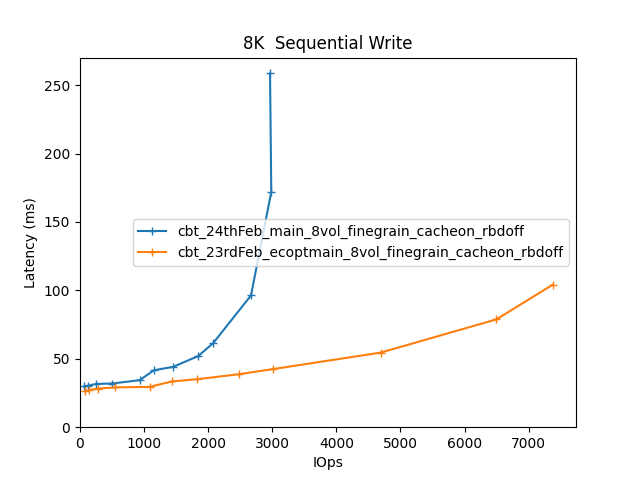 8K  Sequential Write
Latency (ms)
250
200
150
100
50
0
cbt_24thFeb_main_8vol_finegrain_cacheon_rbdoff
cbt_23rdFeb_ecoptmain_8vol_finegrain_cacheon_rbdoff
0 1000 2000 3000 4000 5000 6000 7000
IOps